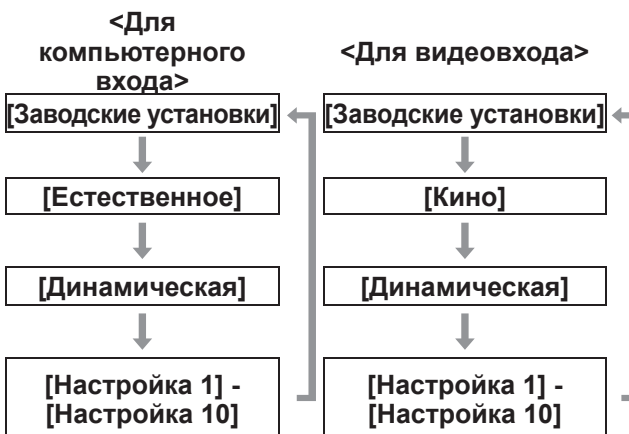 <Для
компьютерного
входа>
[Заводские установки]
[Естественное]
[Динамическая]
[Настройка 1] -
[Настройка 10]
<Для видеовхода>
[Заводские установки]
[Кино]
[Динамическая]
[Настройка 1] -
[Настройка 10]